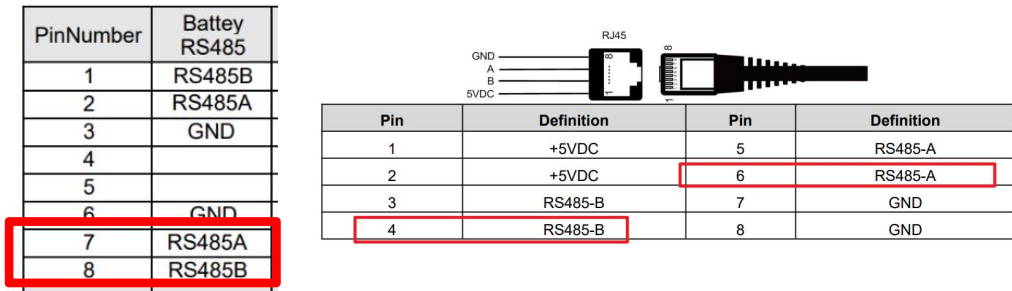 PinNumber Battey RS485
1 RS485B
2 RS485A
3 GND
4
5
6 GND
7 RS485A
8 RS485B
RJ45
GND
A
B
5VDC
8
1
8
1
Pin Definition Pin Definition
1 +5VDC 5 RS485-A
2 +5VDC 6 RS485-A
3 RS485-B 7 GND
4 RS485-B 8 GND